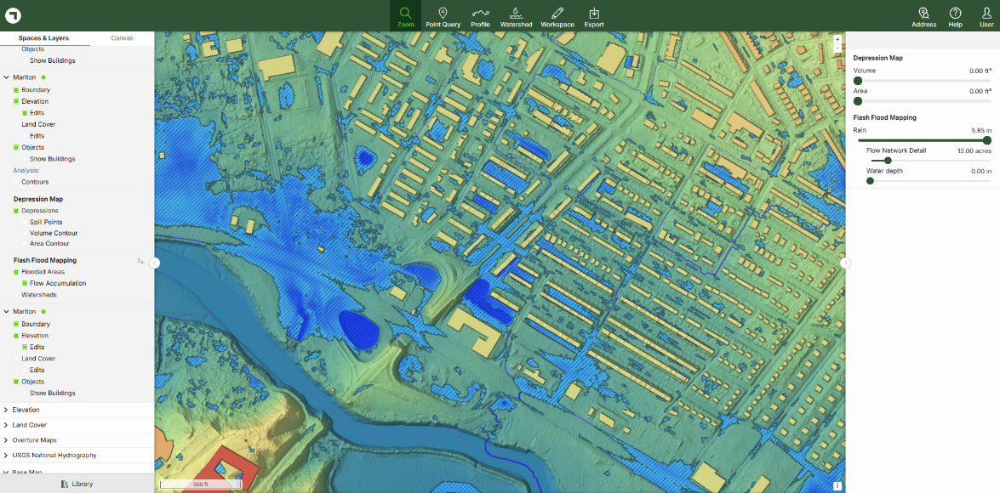 Zoom
Point Query
Profile
Watershed
Workspace
Export
Address
Help
User
Spaces & Layers
Canvas
Objects
Show Buildings
Marlton
Boundary
Elevation
Edits
Land Cover
Edits
Objects
Show Buildings
Analysis:
Contours
Depression Map
Depressions
Spill Points
Volume Contour
Area Contour
Flash Flood Mapping
Flooded Areas
Flow Accumulation
Watersheds
Marlton
Boundary
Elevation
Edits
Land Cover
Edits
Objects
Show Buildings
Elevation
Land Cover
Overture Maps
USGS National Hydrography
Base Map
Library
500 ft
Depression Map
Volume 0.00 ft³
Area 0.00 ft²
Flash Flood Mapping
Rain 5.85 in
Flow Network Detail 12.00 acres
Water depth 0.00 in